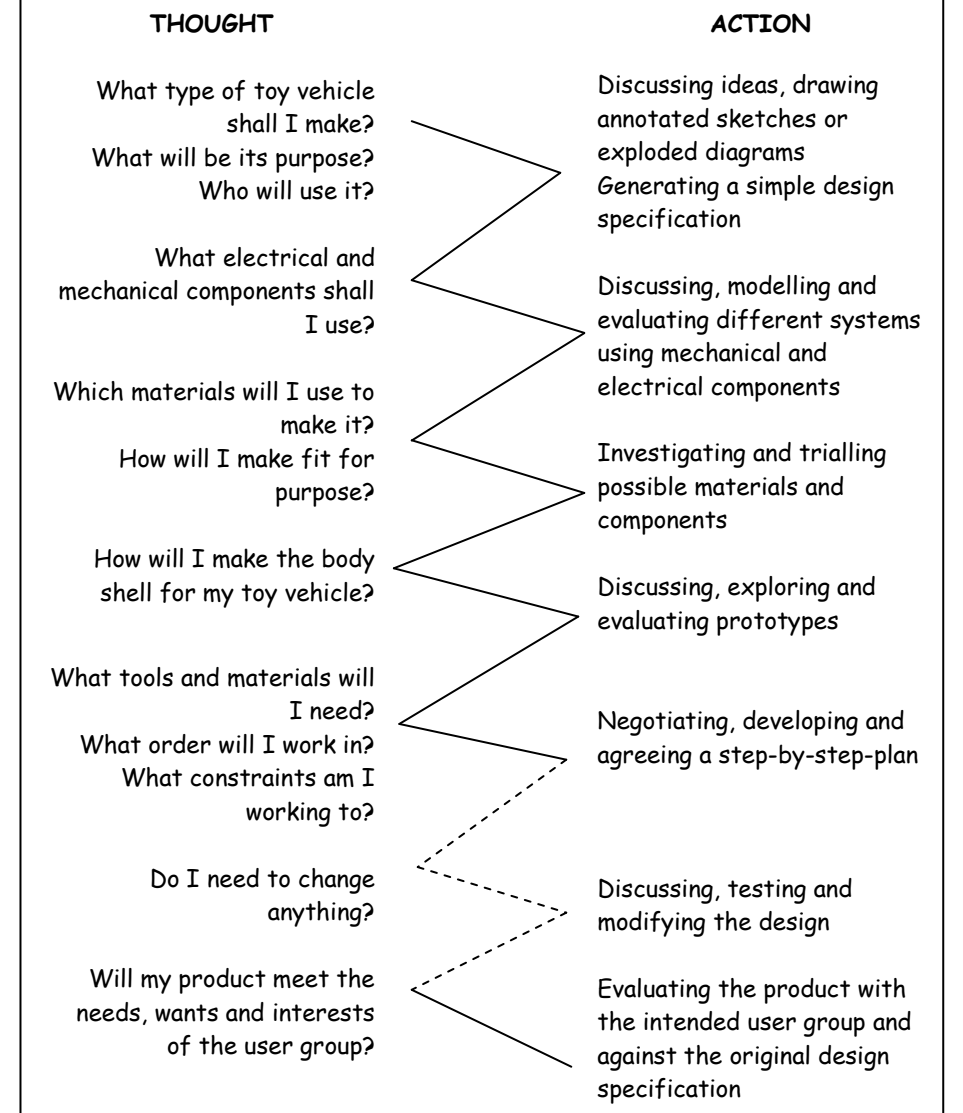 THOUGHT
ACTION
What type of toy vehicle
shall I make?
What will be its purpose?
Who will use it?
Discussing ideas, drawing
annotated sketches or
exploded diagrams
Generating a simple design
specification
What electrical and
mechanical components shall
I use?
Discussing, modelling and
evaluating different systems
using mechanical and
electrical components
Which materials will I use to
make it?
How will I make fit for
purpose?
Investigating and trialling
possible materials and
components
How will I make the body
shell for my toy vehicle?
Discussing, exploring and
evaluating prototypes
What tools and materials will
I need?
What order will I work in?
What constraints am I
working to?
Negotiating, developing and
agreeing a step-by-step-plan
Do I need to change
anything?
Discussing, testing and
modifying the design
Will my product meet the
needs, wants and interests
of the user group?
Evaluating the product with
the intended user group and
against the original design
specification